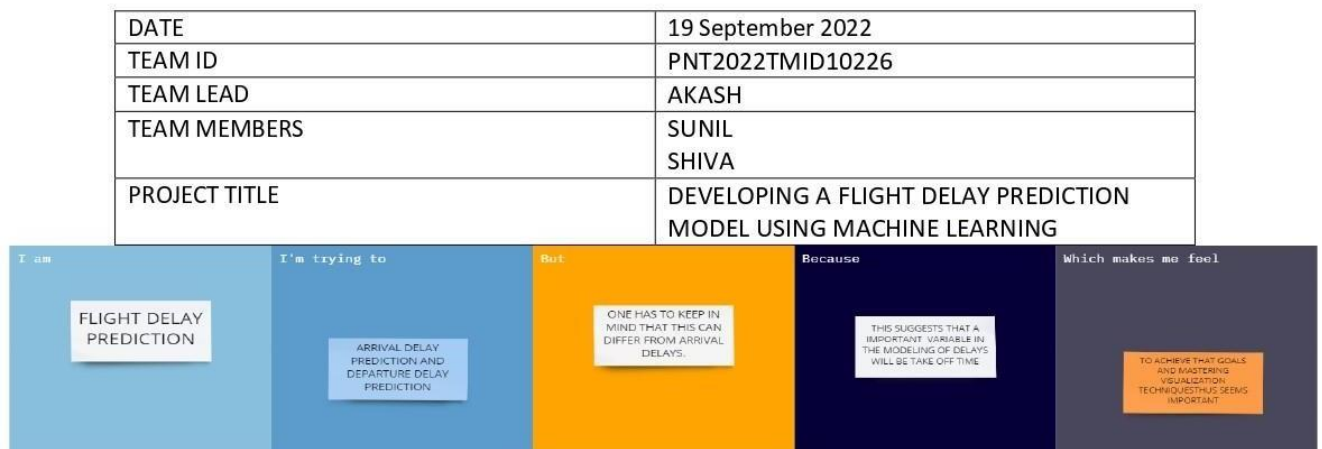 DATE 19 September 2022
TEAM ID PNT2022TMID10226
TEAM LEAD AKASH
TEAM MEMBERS SUNIL
SHIVA
PROJECT TITLE DEVELOPING A FLIGHT DELAY PREDICTION
MODEL USING MACHINE LEARNING
I am
FLIGHT DELAY
PREDICTION
I'm trying to
ARRIVAL DELAY
PREDICTION AND
DEPARTURE DELAY
PREDICTION
But
ONE HAS TO KEEP IN
MIND THAT THIS CAN
DIFFER FROM ARRIVAL
DELAYS.
Because
THIS SUGGESTS THAT A
IMPORTANT VARIABLE IN
THE MODELING OF DELAYS
WILL BE TAKE OFF TIME
Which makes me feel
TO ACHIEVE THAT GOALS
AND MASTERING
VISUALIZATION
TECHNIQUESTHUS SEEMS
IMPORTANT